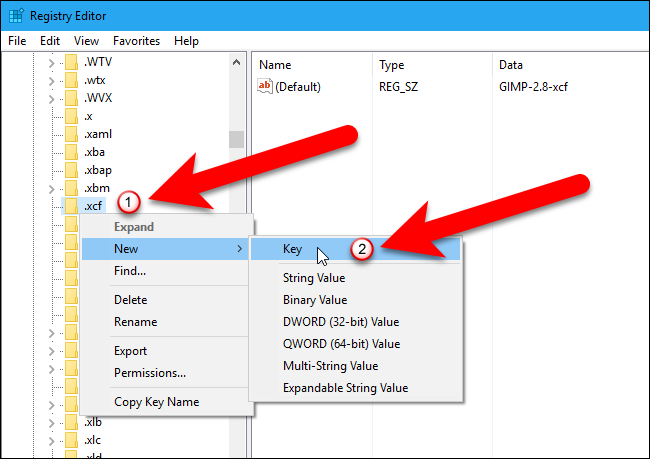 Registry Editor
File Edit View Favorites Help
.WTV
.wtx
.WVX
.x
.xaml
.xba
.xbap
.xbm
.xcf
1
Expand
New
Find...
Delete
Rename
Export
Permissions...
Copy Key Name
.xlb
.xlc
.xld
Name Type Data
ab (Default) REG_SZ GIMP-2.8-xcf
Key
2
String Value
Binary Value
DWORD (32-bit) Value
QWORD (64-bit) Value
Multi-String Value
Expandable String Value